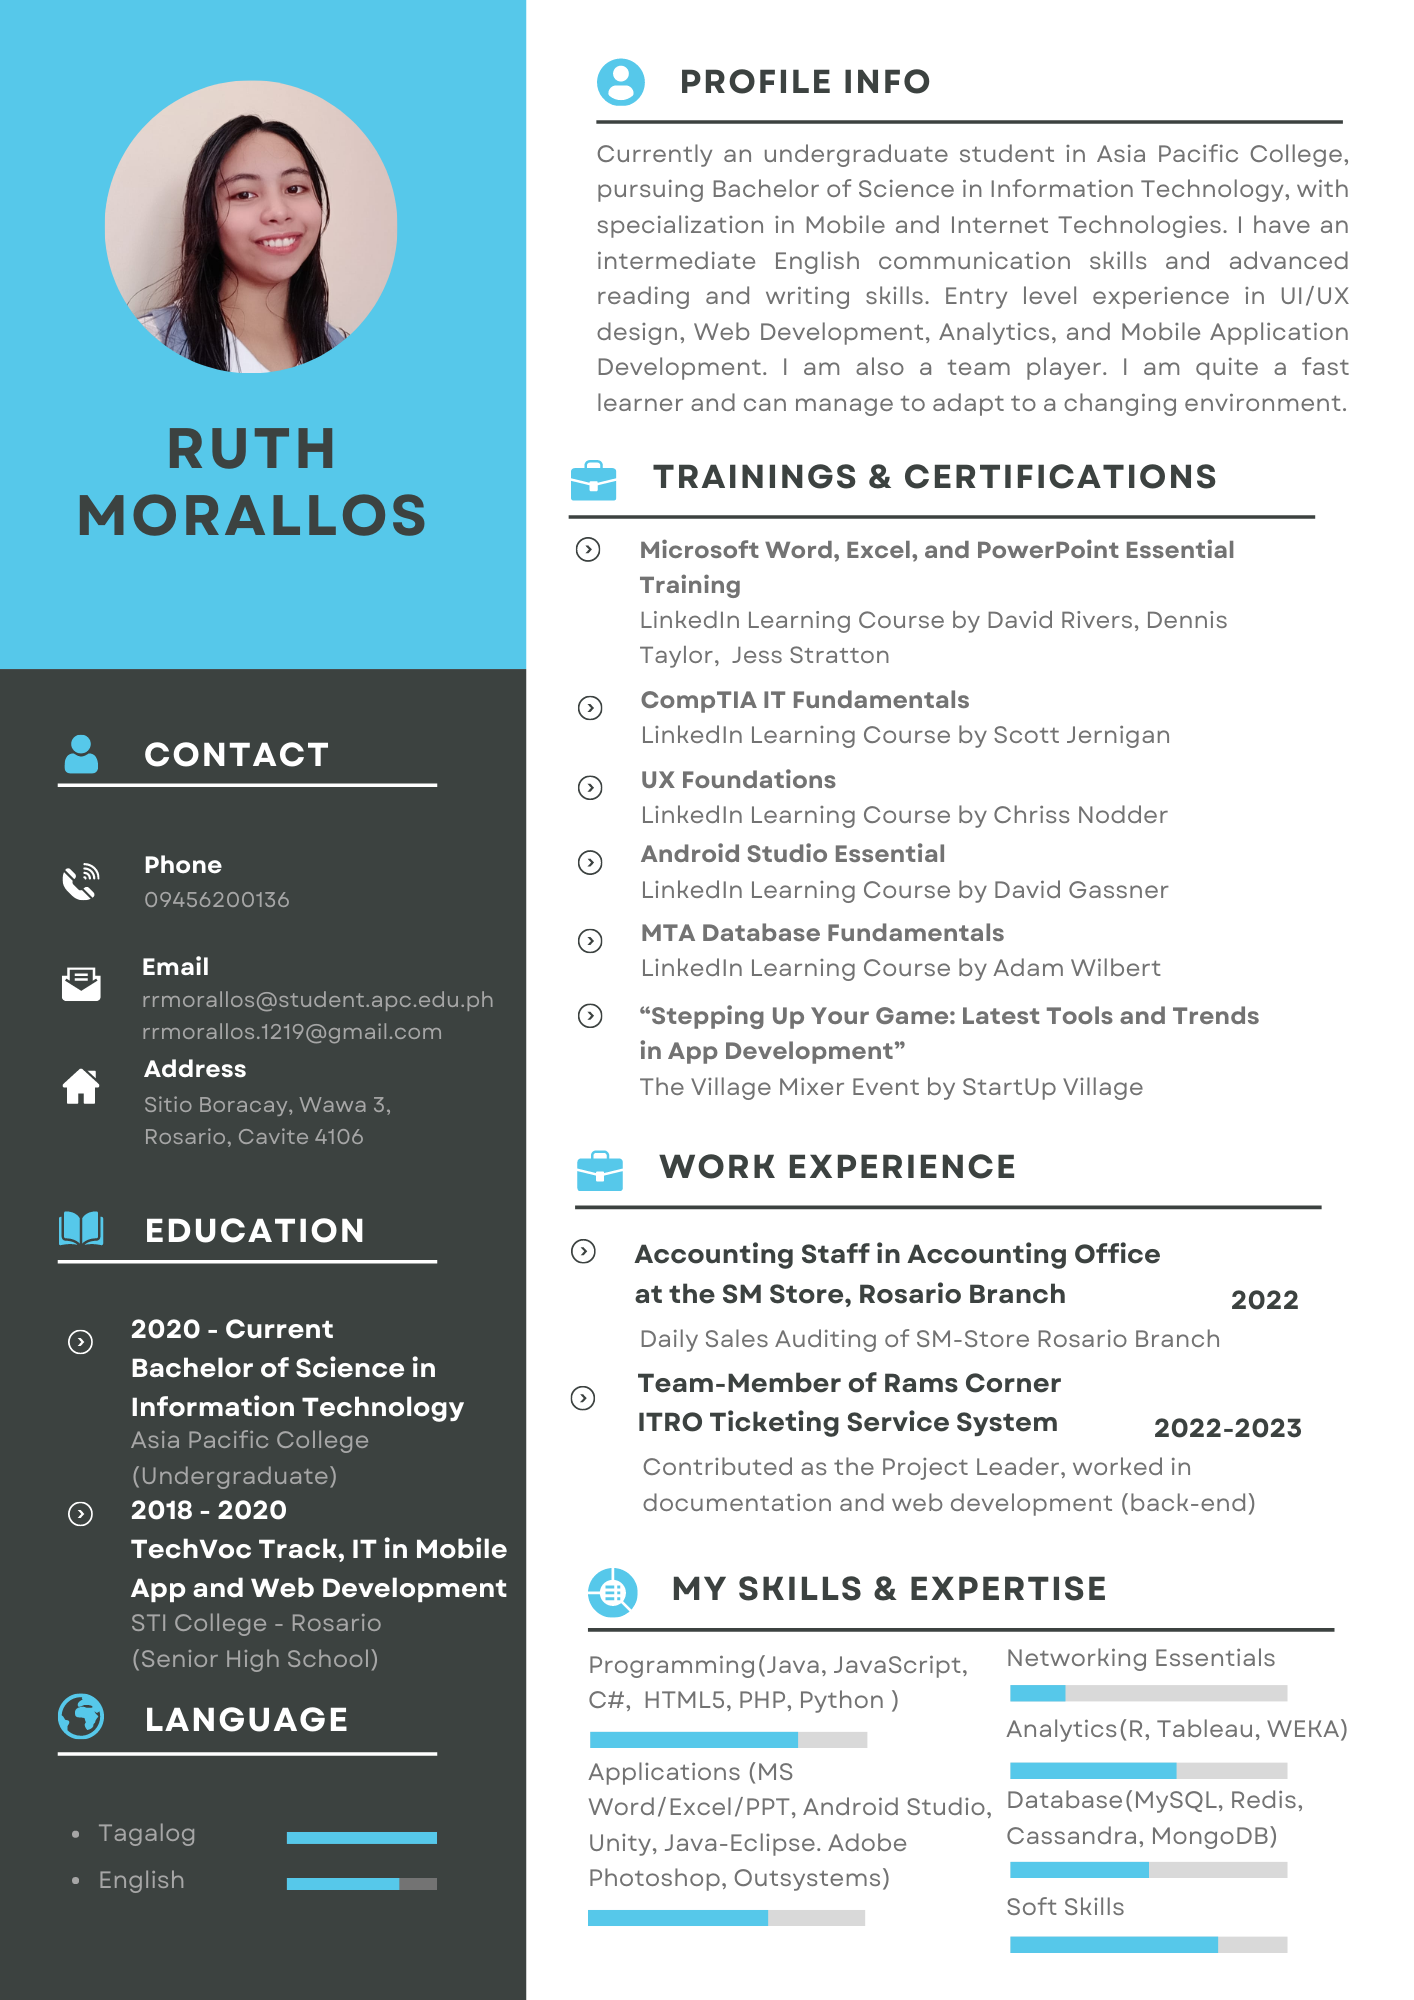 RUTH
MORALLOS
CONTACT
Phone
09456200136
Email
rrmorallos@student.apc.edu.ph
rrmorallos.1219@gmail.com
Address
Sitio Boracay, Wawa 3,
Rosario, Cavite 4106
EDUCATION
2020 - Current
Bachelor of Science in
Information Technology
Asia Pacific College
(Undergraduate)
2018 - 2020
TechVoc Track, IT in Mobile
App and Web Development
STI College - Rosario
(Senior High School)
LANGUAGE
• Tagalog
• English
PROFILE INFO
Currently an undergraduate student in Asia Pacific College,
pursuing Bachelor of Science in Information Technology, with
specialization in Mobile and Internet Technologies. I have an
intermediate English communication skills and advanced
reading and writing skills. Entry level experience in UI/UX
design, Web Development, Analytics, and Mobile Application
Development. I am also a team player. I am quite a fast
learner and can manage to adapt to a changing environment.
TRAININGS & CERTIFICATIONS
Microsoft Word, Excel, and PowerPoint Essential
Training
LinkedIn Learning Course by David Rivers, Dennis
Taylor, Jess Stratton
CompTIA IT Fundamentals
LinkedIn Learning Course by Scott Jernigan
UX Foundations
LinkedIn Learning Course by Chriss Nodder
Android Studio Essential
LinkedIn Learning Course by David Gassner
MTA Database Fundamentals
LinkedIn Learning Course by Adam Wilbert
“Stepping Up Your Game: Latest Tools and Trends
in App Development”
The Village Mixer Event by StartUp Village
WORK EXPERIENCE
Accounting Staff in Accounting Office
at the SM Store, Rosario Branch
2022
Daily Sales Auditing of SM-Store Rosario Branch
Team-Member of Rams Corner
ITRO Ticketing Service System
2022-2023
Contributed as the Project Leader, worked in
documentation and web development (back-end)
MY SKILLS & EXPERTISE
Programming(Java, JavaScript,
C#, HTML5, PHP, Python )
Applications (MS
Word/Excel/PPT, Android Studio,
Unity, Java-Eclipse. Adobe
Photoshop, Outsystems)
Networking Essentials
Analytics(R, Tableau, WEKA)
Database(MySQL, Redis,
Cassandra, MongoDB)
Soft Skills